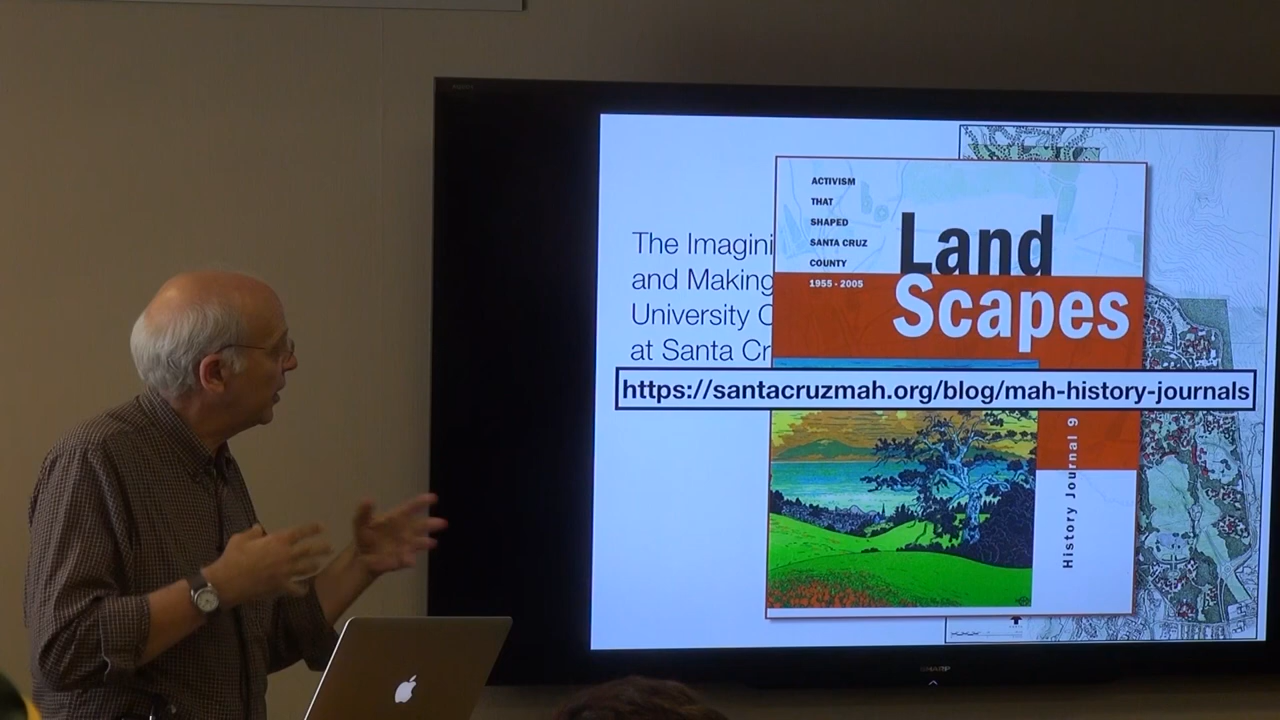 The Imagini
and Making
University C
at Santa Cr
ACTIVISM
THAT
SHAPED
SANTA CRUZ
COUNTY
1955 - 2005
Land
Scapes
https://santacruzmah.org/blog/mah-history-journals
History Journal 9
SHARP